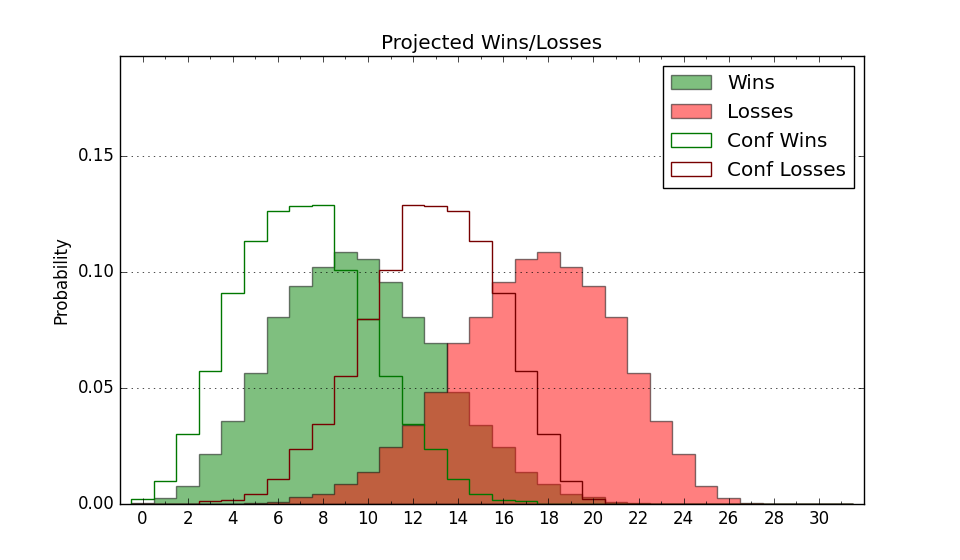 Projected Wins/Losses
Wins
Losses
Conf Wins
Conf Losses
Probability
0.15
0.10
0.05
0.00
0 2 4 6 8 10 12 14 16 18 20 22 24 26 28 30